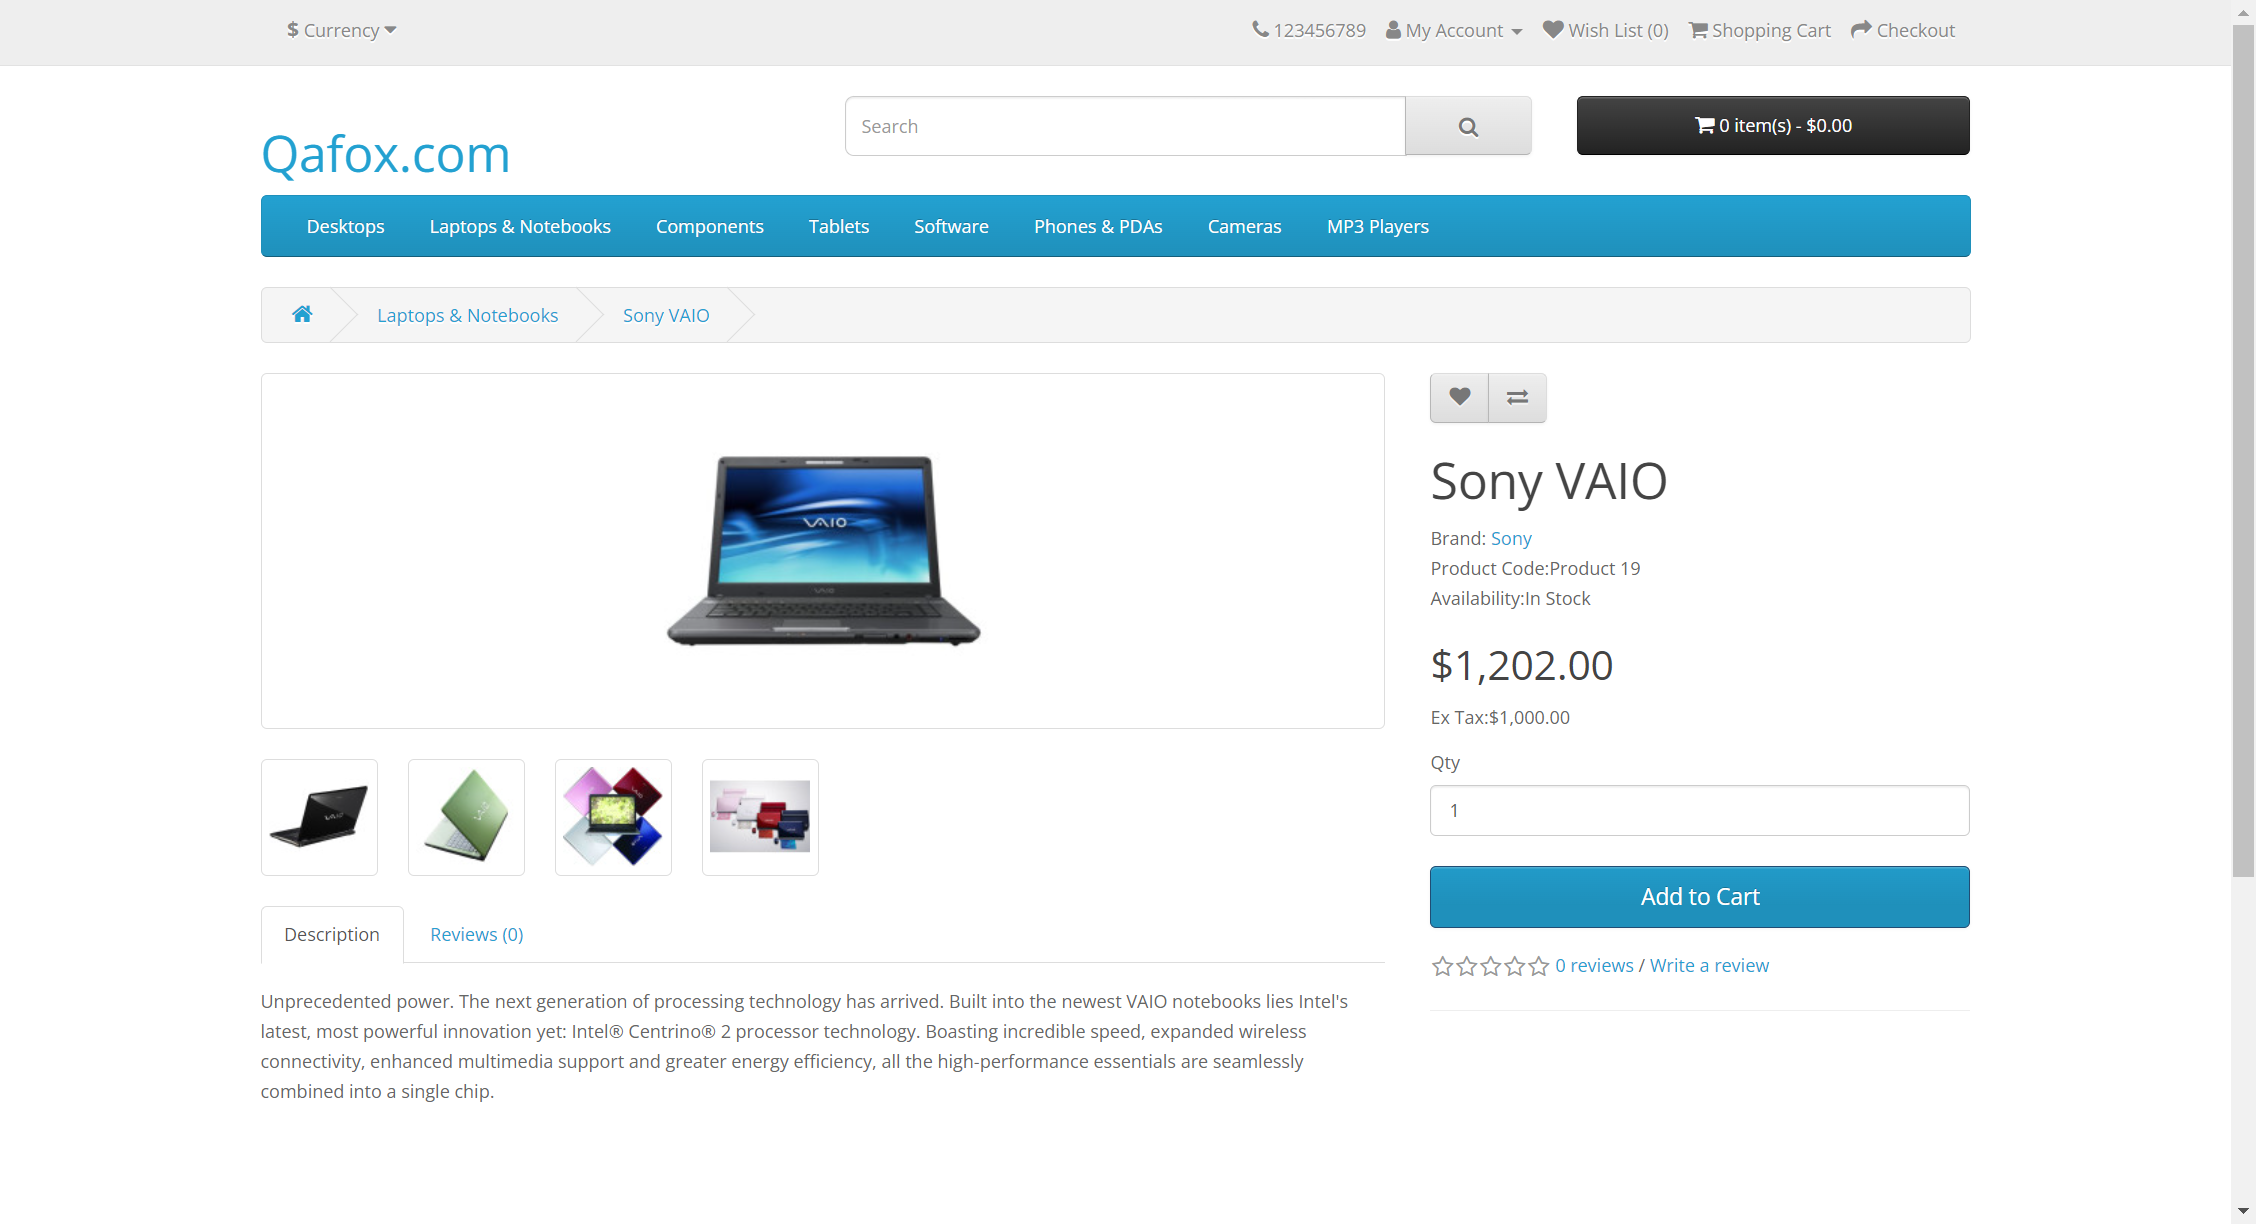 $ Currency
123456789 My Account Wish List (0) Shopping Cart Checkout
Qafox.com
Search
0 item(s) - $0.00
Desktops Laptops & Notebooks Components Tablets Software Phones & PDAs Cameras MP3 Players
Laptops & Notebooks Sony VAIO
VAIO
VAIO
Sony VAIO
Brand: Sony
Product Code:Product 19
Availability:In Stock
$1,202.00
Ex Tax:$1,000.00
Qty
1
Add to Cart
0 reviews / Write a review
VAIO
VAIO
Description Reviews (0)
Unprecedented power. The next generation of processing technology has arrived. Built into the newest VAIO notebooks lies Intel's
latest, most powerful innovation yet: Intel® Centrino® 2 processor technology. Boasting incredible speed, expanded wireless
connectivity, enhanced multimedia support and greater energy efficiency, all the high-performance essentials are seamlessly
combined into a single chip.